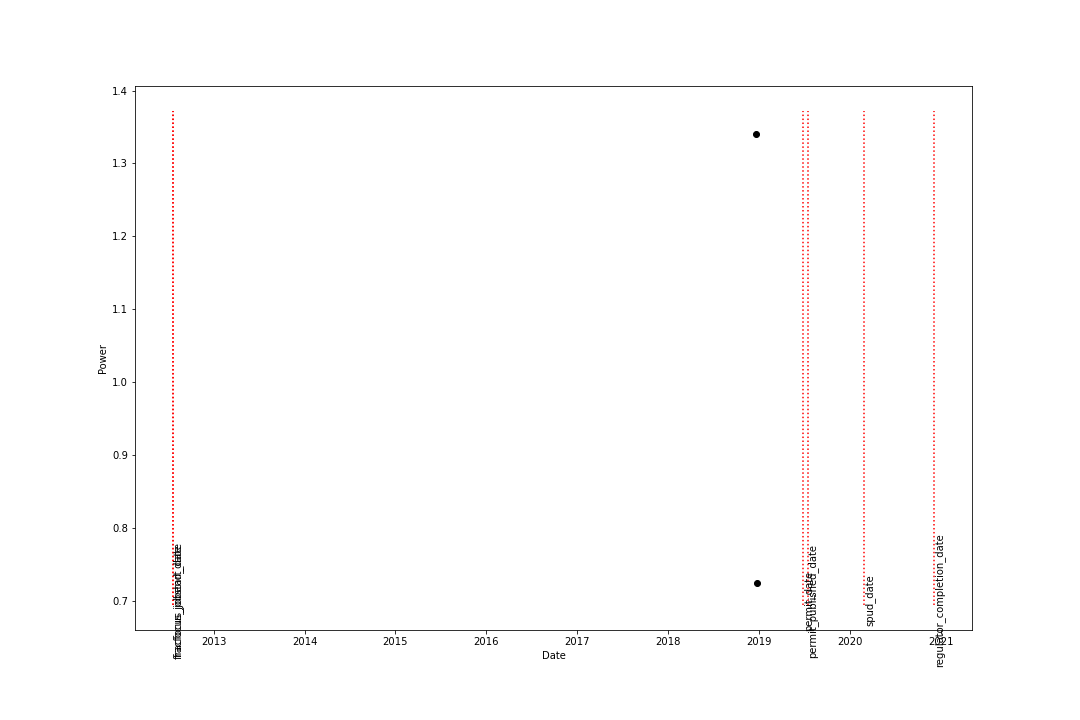 1.4
1.3
1.2
1.1
1.0
0.9
0.8
0.7
Power
2013
2014
2015
2016
2017
2018
2019
2020
2021
Date
permit_date
permit_published_date
spud_date
regulator_completion_date